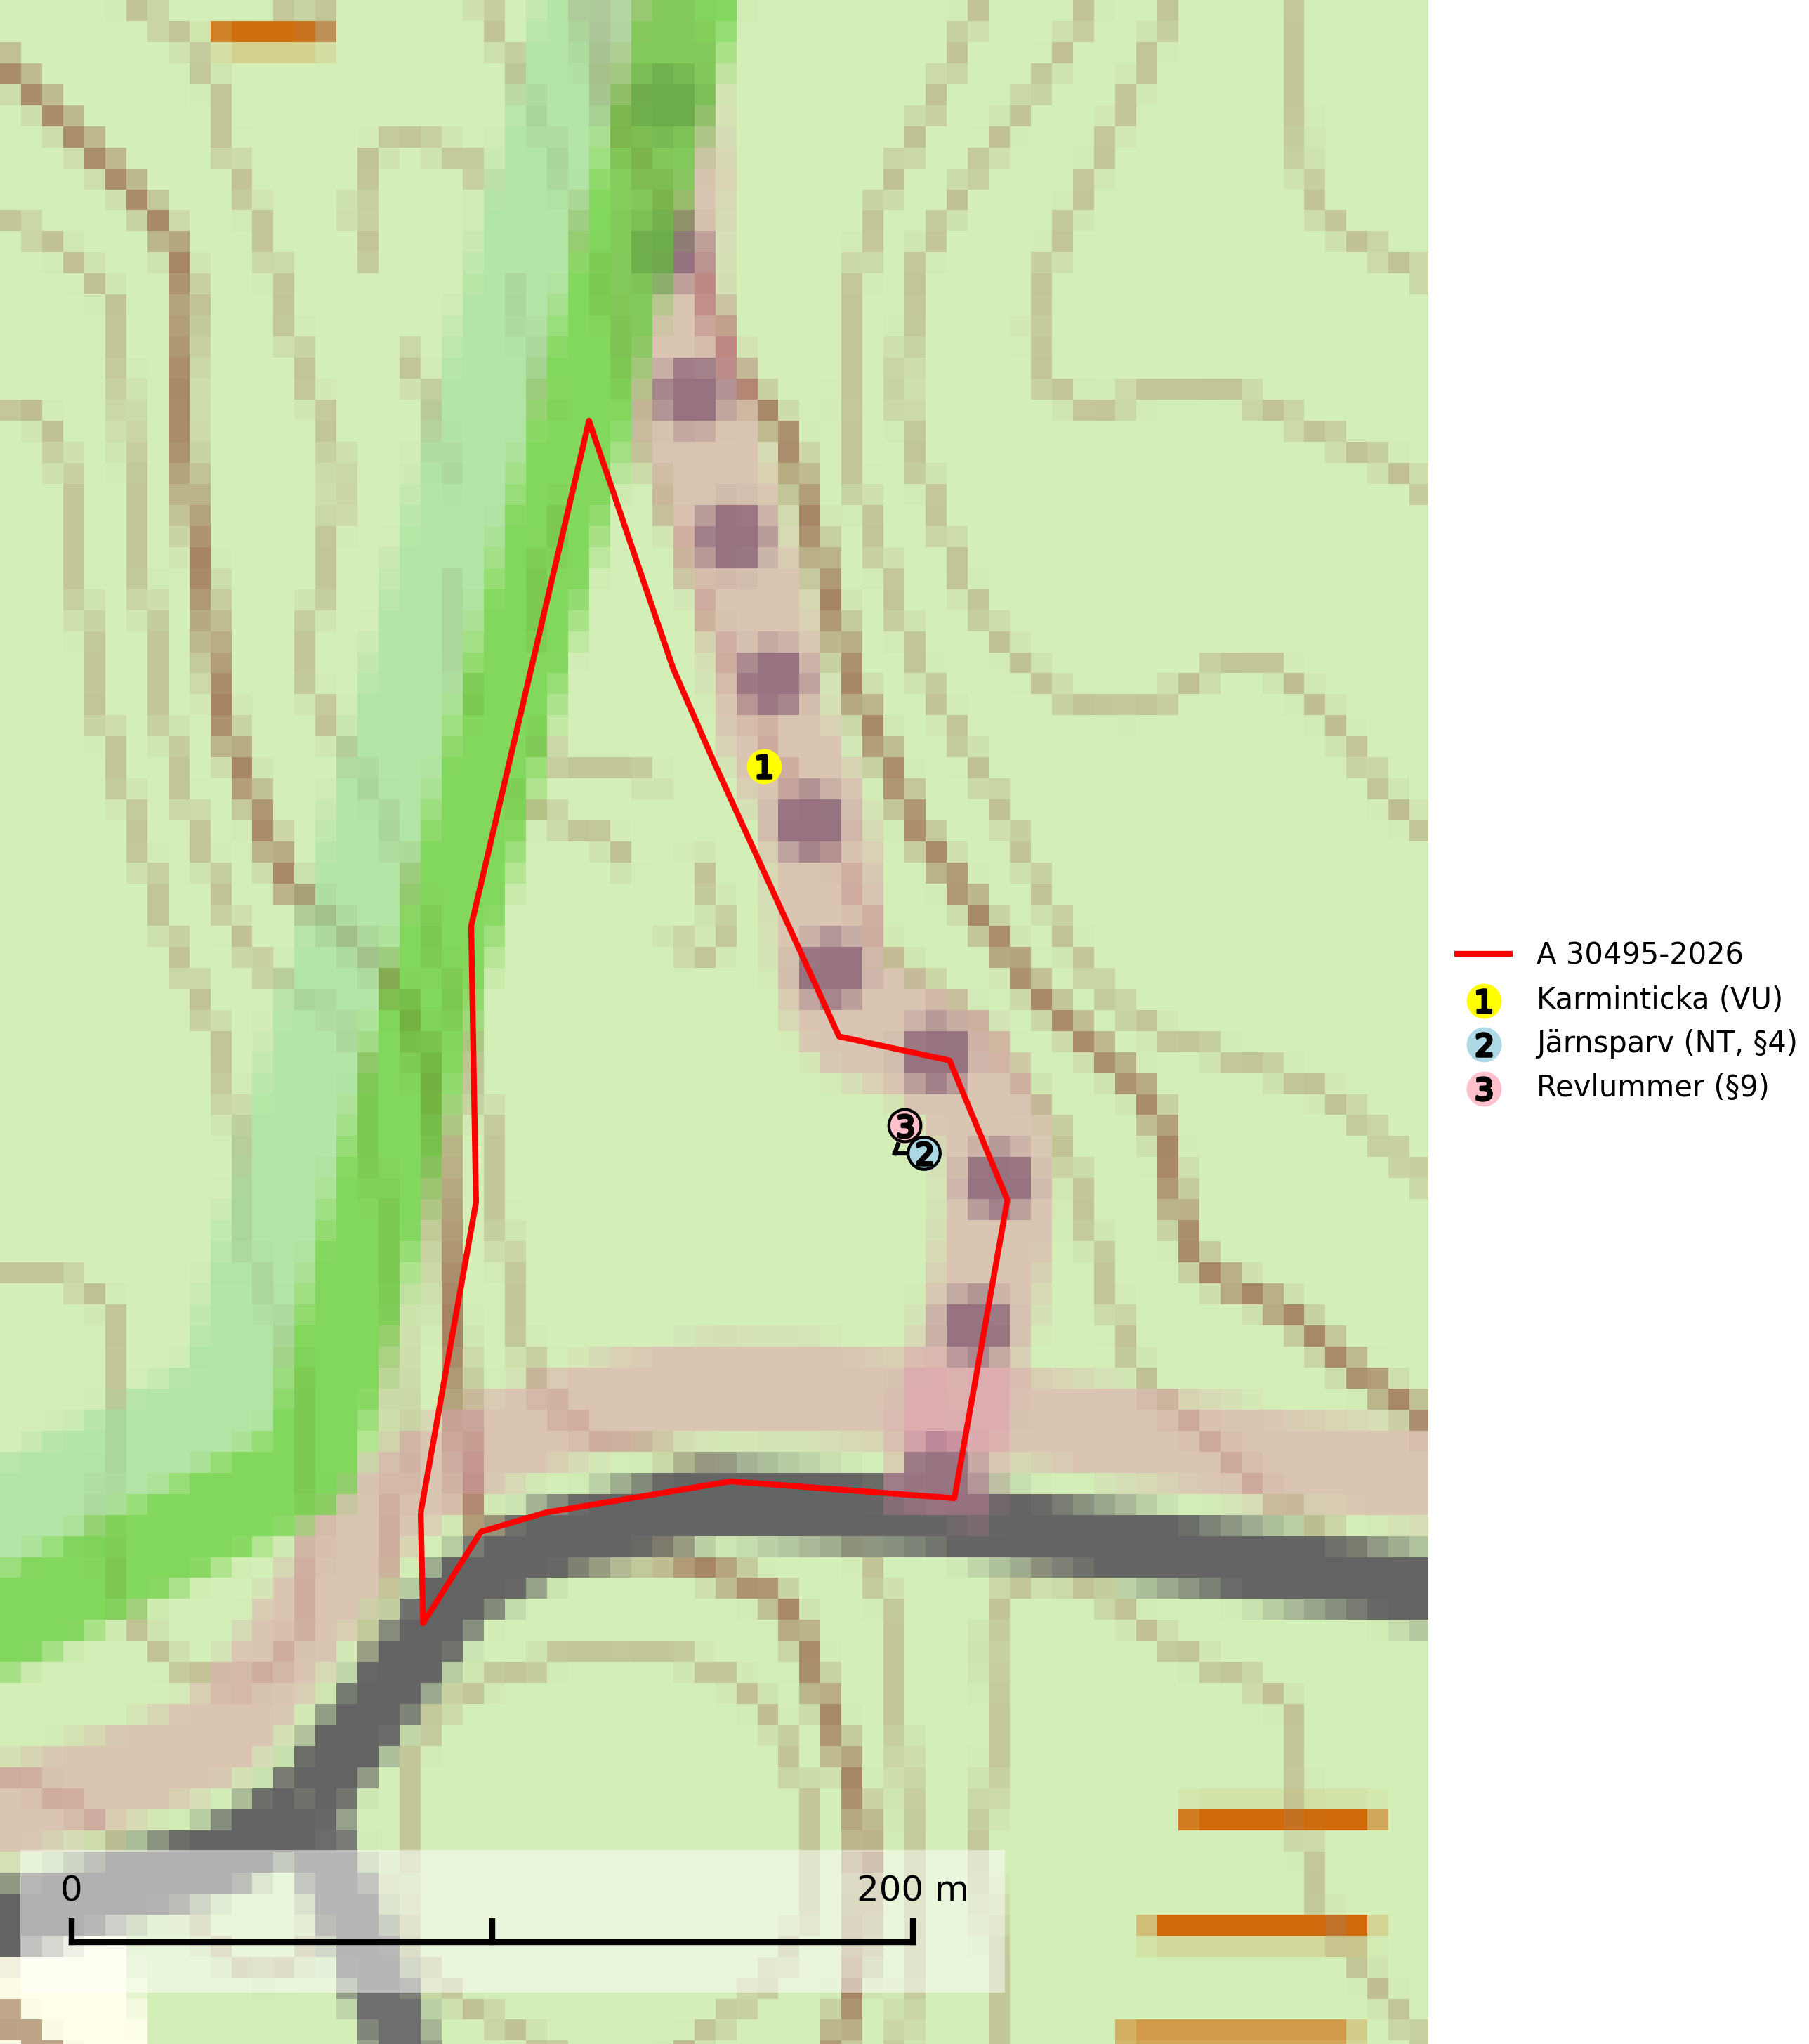 1
3
2
A 30495-2026
1 Karminticka (VU)
2 Järnsparv (NT, §4)
3 Revlummer (§9)
0 200 m